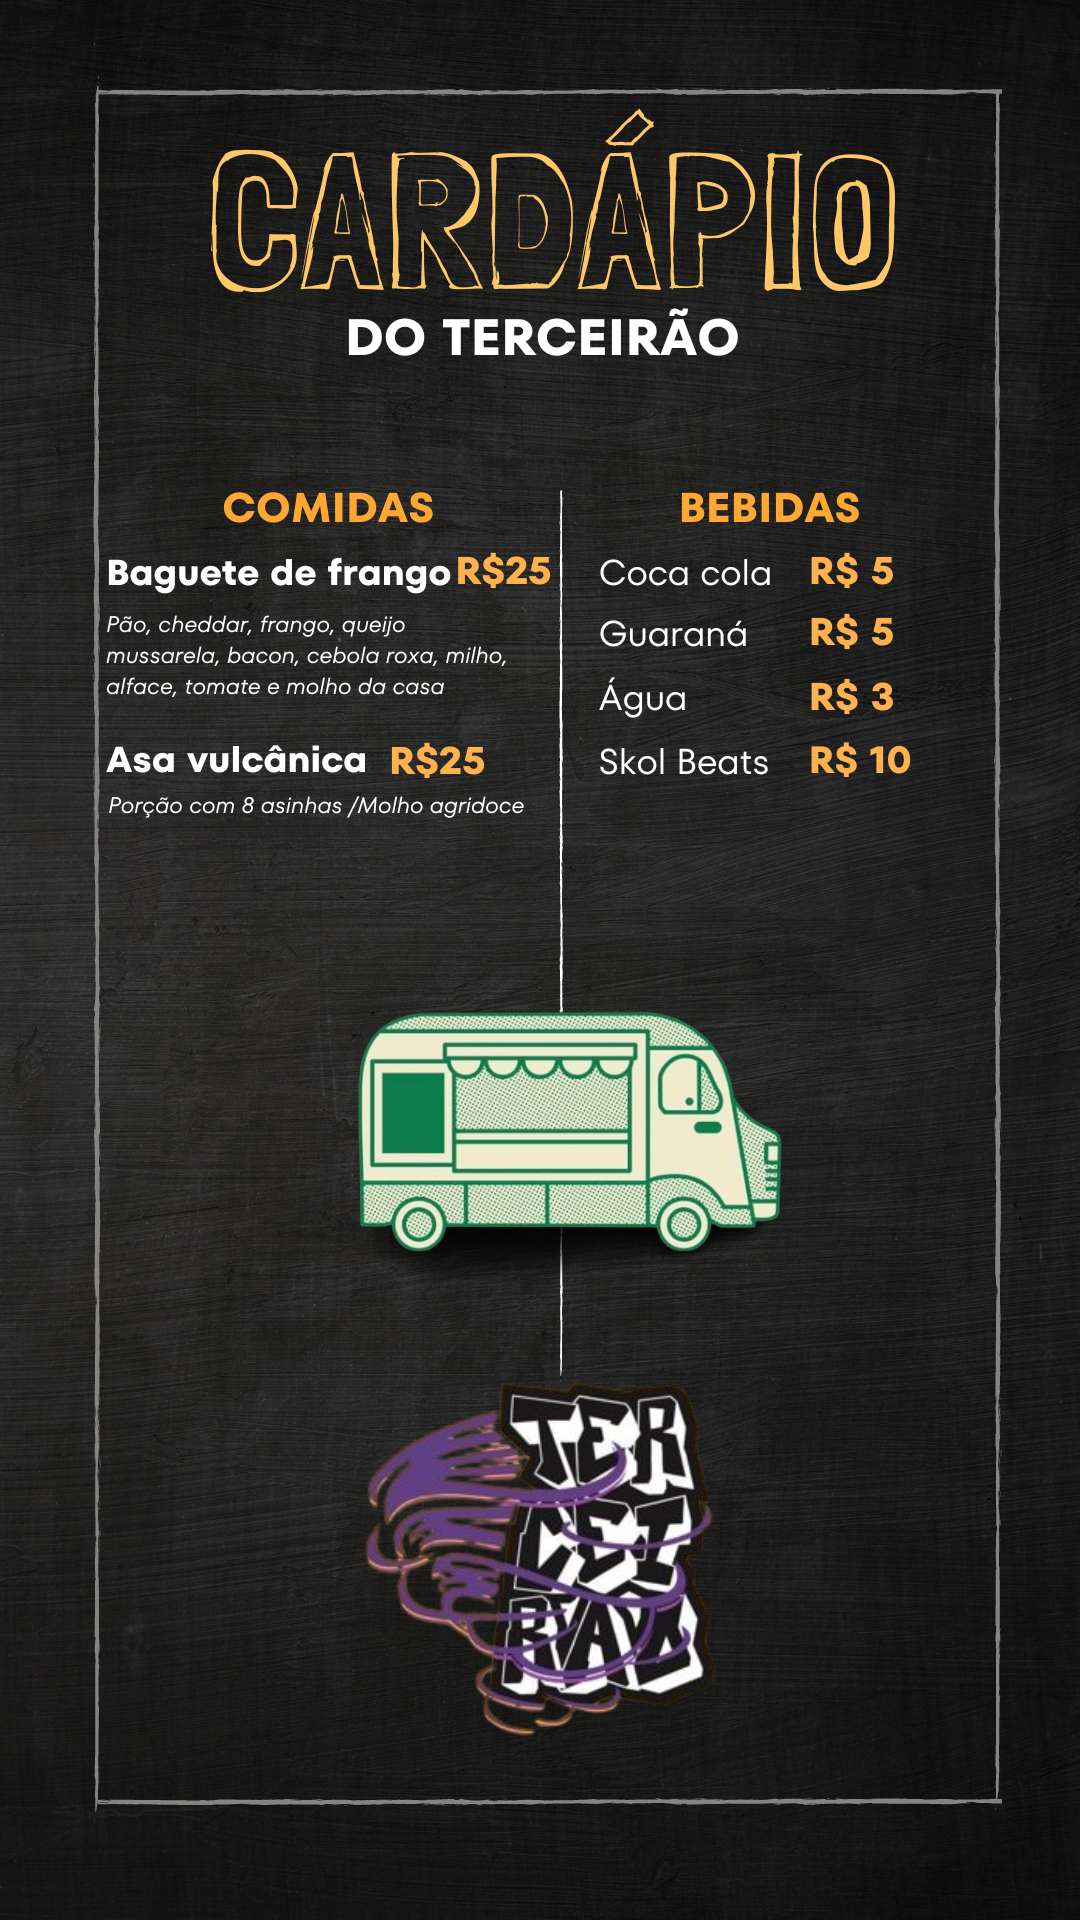 CARDÁPIO
DO TERCEIRÃO
COMIDAS
Baguete de frango R$25
Pão, cheddar, frango, queijo
mussarela, bacon, cebola roxa, milho,
alface, tomate e molho da casa
Asa vulcânica R$25
Porção com 8 asinhas /Molho agridoce
BEBIDAS
Coca cola R$ 5
Guaraná R$ 5
Água R$ 3
Skol Beats R$ 10
TER
CEI
RÃO